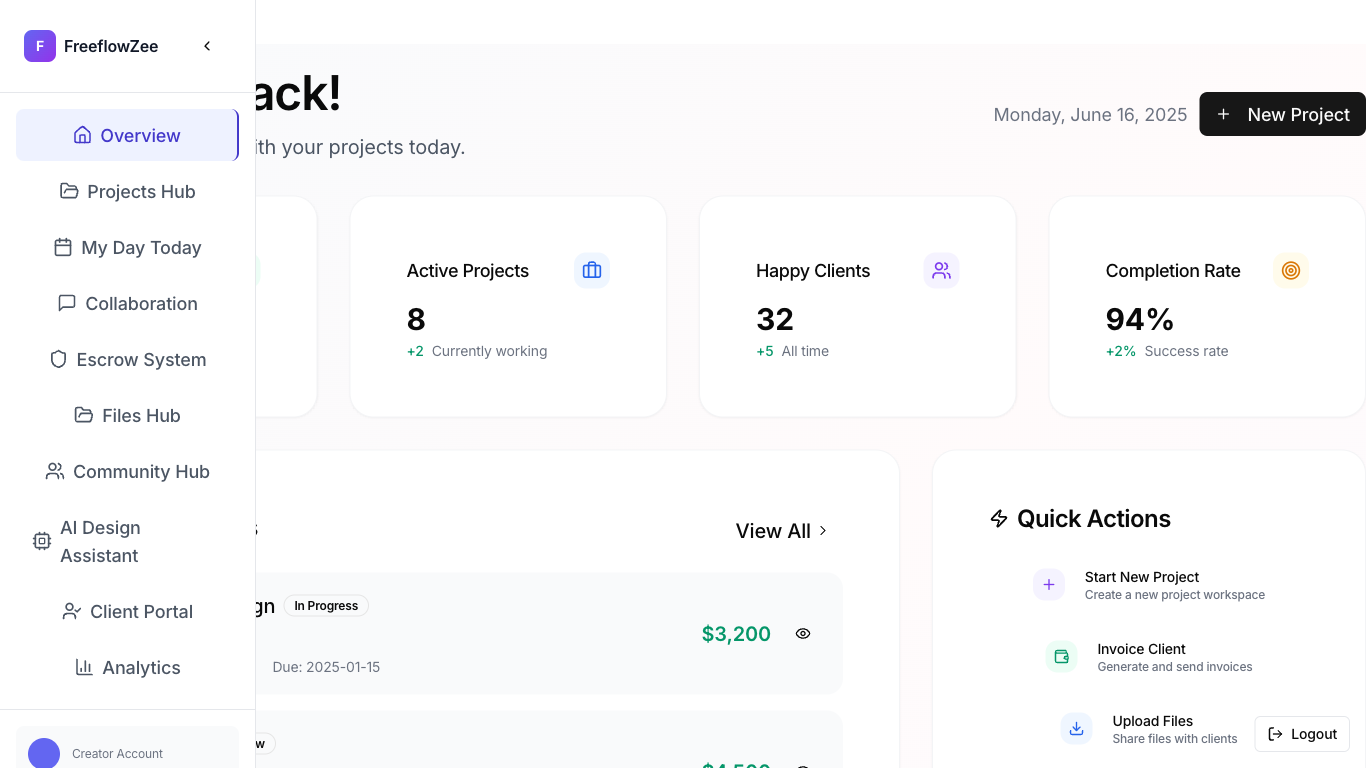 F FreeflowZee
Overview
Projects Hub
My Day Today
Collaboration
Escrow System
Files Hub
Community Hub
AI Design
Assistant
Client Portal
Analytics
Creator Account
ack!
ith your projects today.
Monday, June 16, 2025
New Project
Active Projects
8
+2 Currently working
Happy Clients
32
+5 All time
Completion Rate
94%
+2% Success rate
View All
gn In Progress
$3,200
Due: 2025-01-15
w
$4,500
Quick Actions
Start New Project
Create a new project workspace
Invoice Client
Generate and send invoices
Upload Files
Share files with clients
Logout